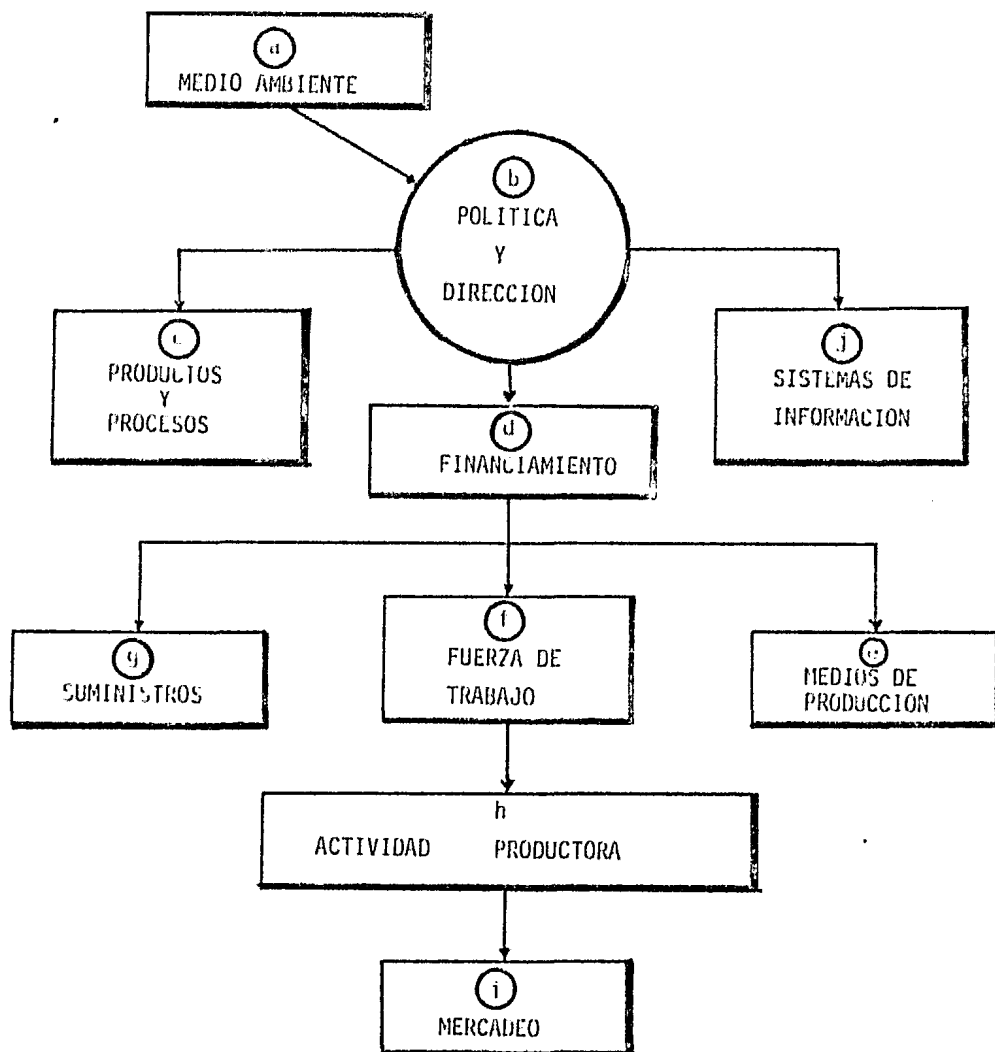 a
MEDIO AMBIENTE
b
POLITICA
Y
DIRECCION
c
PRODUCTOS
Y
PROCESOS
j
SISTEMAS DE
INFORMACION
d
FINANCIAMIENTO
g
SUMINISTROS
f
FUERZA DE
TRABAJO
e
MEDIOS DE
PRODUCCION
h
ACTIVIDAD PRODUCTORA
i
MERCADEO